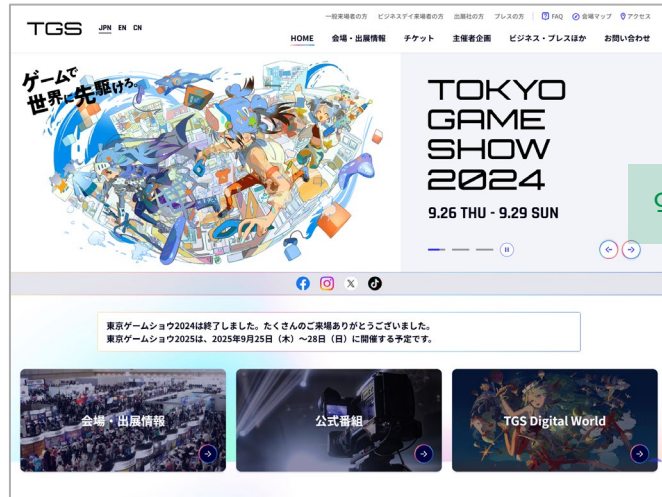 TGS
JPN EN CN
一般来場者の方 ビジネスデイ来場者の方 出展社の方 プレスの方 FAQ 会場マップ アクセス
HOME 会場・出展情報 チケット 主催者企画 ビジネス・プレスほか お問い合わせ
ゲームで
世界に先駆けろ。
TOKYO
GAME
SHOW
2024
9.26 THU - 9.29 SUN
東京ゲームショウ2024は終了しました。たくさんのご来場ありがとうございました。
東京ゲームショウ2025は、2025年9月25日（木）～28日（日）に開催する予定です。
会場・出展情報
公式番組
TGS Digital World